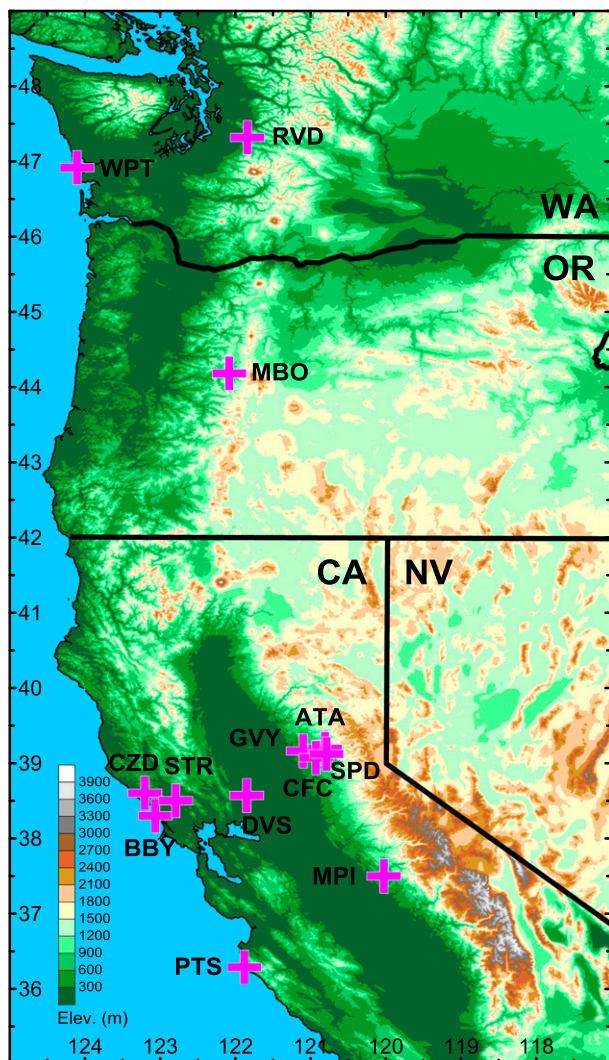 48
RVD
47
WPT
WA
46
OR
45
MBO
44
43
42
CA NV
41
40
ATA
GVY
39
CZD STR
SPD
CFC
3900
3600
3300
3000
2700
2400
2100
1800
1500
1200
900
600
300
Elev. (m)
DVS
38
BBY
MPI
37
PTS
36
124 123 122 121 120 119 118